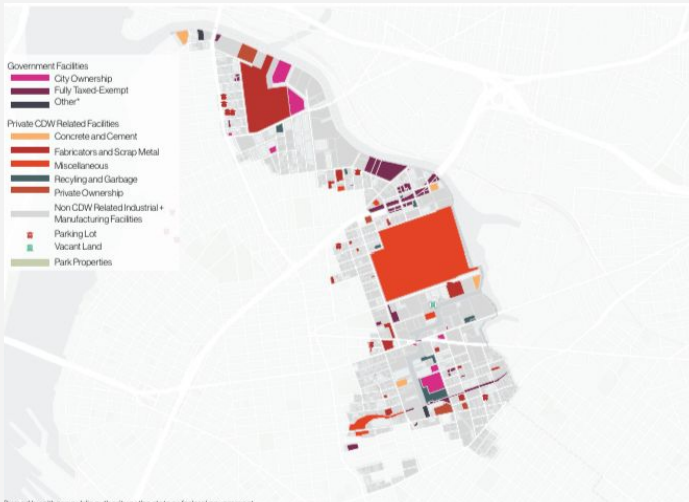 Government Facilities
City Ownership
Fully Taxed-Exempt
Other*
Private CDW Related Facilities
Concrete and Cement
Fabricators and Scrap Metal
Miscellaneous
Recyling and Garbage
Private Ownership
Non CDW Related Industrial +
Manufacturing Facilities
Parking Lot
Vacant Land
Park Properties